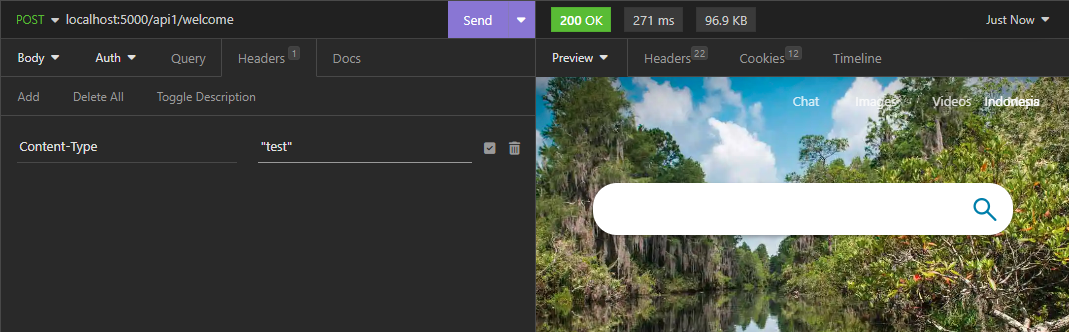 POST localhost:5000/api1/welcome Send 200 OK 271 ms 96.9 KB Just Now
Body Auth Query Headers 1 Docs Preview Headers 22 Cookies 12 Timeline
Add Delete All Toggle Description
Chat Images Videos Indonesia
Content-Type "test"